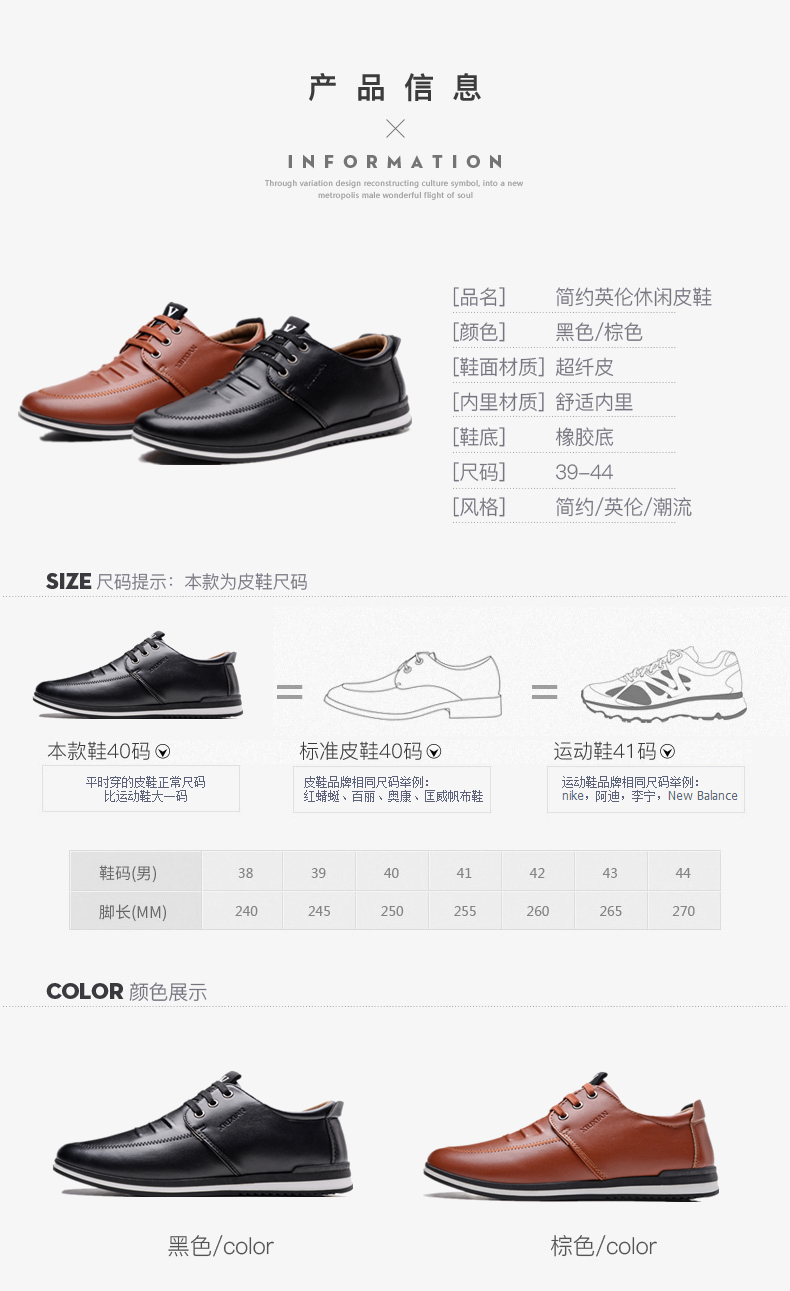 产品信息
INFORMATION
Through variation design reconstructing culture symbol, into a new
metropolis male wonderful flight of soul
[品名] 简约英伦休闲皮鞋
[颜色] 黑色/棕色
[鞋面材质] 超纤皮
[内里材质] 舒适内里
[鞋底] 橡胶底
[尺码] 39-44
[风格] 简约/英伦/潮流
SIZE 尺码提示：本款为皮鞋尺码
= =
本款鞋40码 标准皮鞋40码 运动鞋41码
平时穿的皮鞋正常尺码 皮鞋品牌相同尺码举例： 运动鞋品牌相同尺码举例：
比运动鞋大一码 红蜻蜓、百丽、奥康、匡威帆布鞋 nike，阿迪，李宁，New Balance
鞋码(男) 38 39 40 41 42 43 44
脚长(MM) 240 245 250 255 260 265 270
COLOR 颜色展示
黑色/color 棕色/color